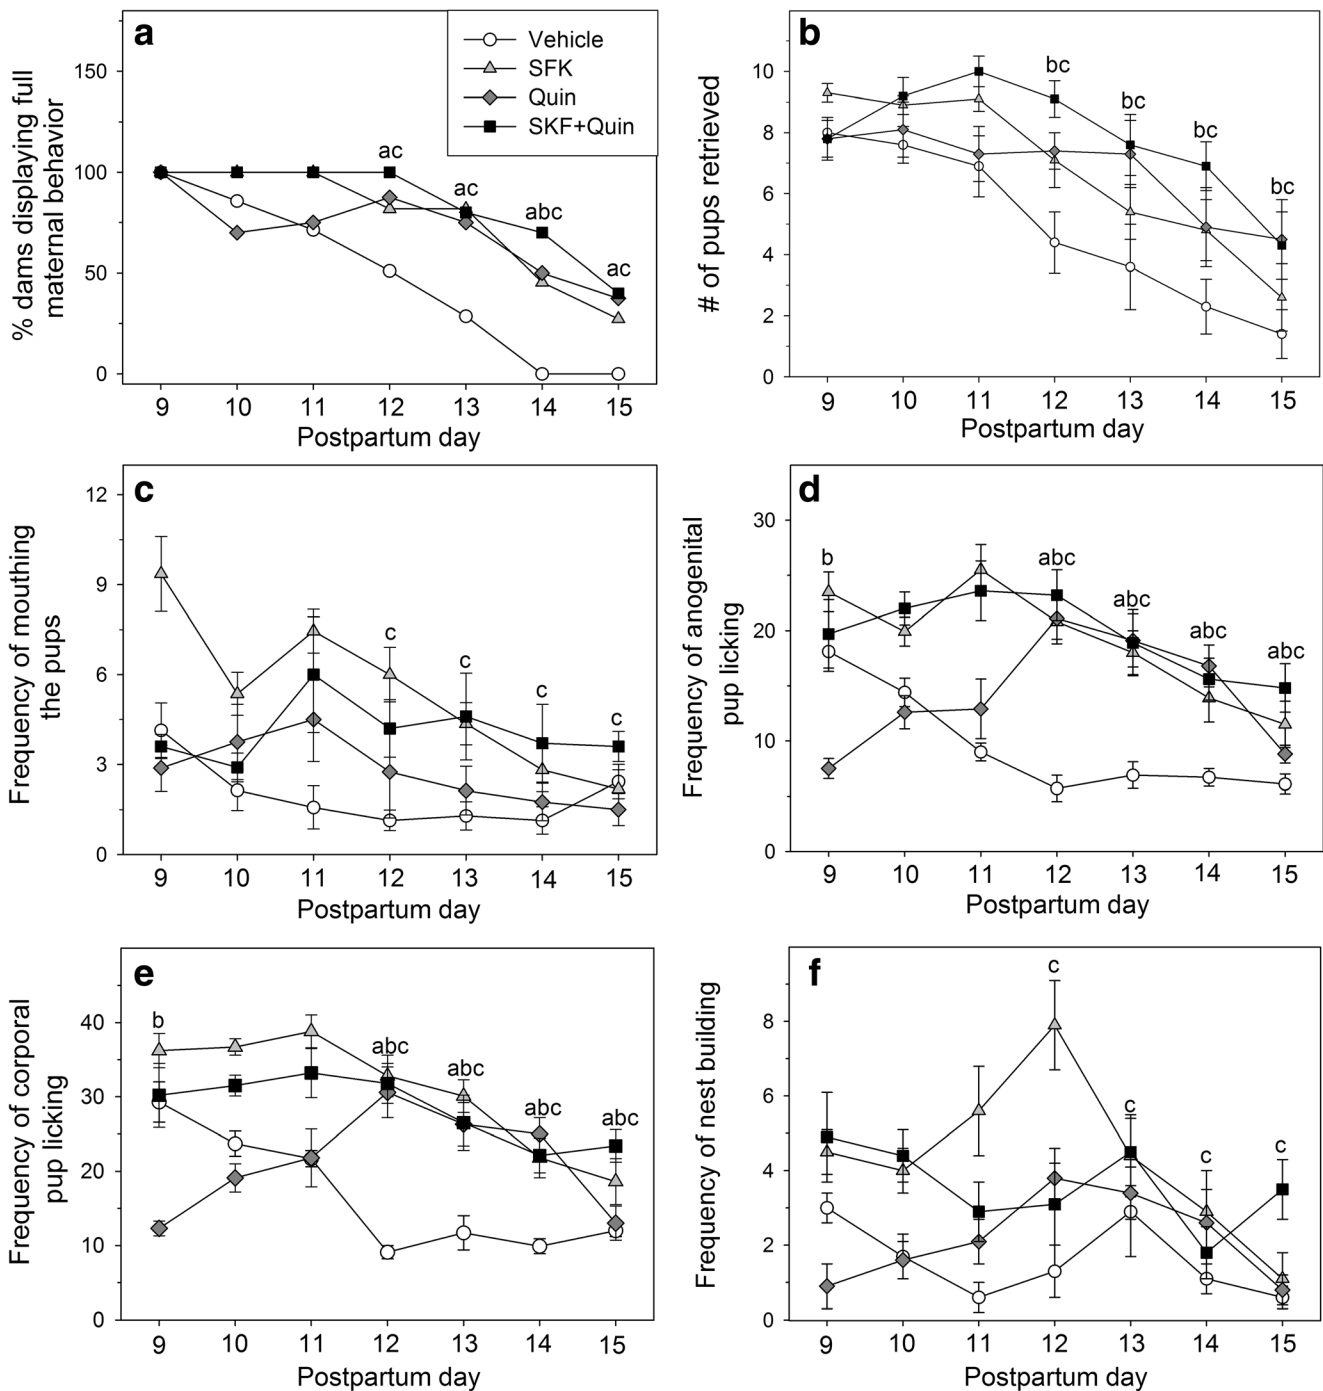 a
Vehicle
SFK
Quin
SKF+Quin
% dams displaying full
maternal behavior
150
100
50
0
ac
ac
abc
ac
9 10 11 12 13 14 15
Postpartum day
b
# of pups retrieved
10
8
6
4
2
0
bc
bc
bc
bc
9 10 11 12 13 14 15
Postpartum day
c
Frequency of mouthing
the pups
12
9
6
3
0
c
c
c
c
9 10 11 12 13 14 15
Postpartum day
d
Frequency of anogenital
pup licking
30
20
10
0
b
abc
abc
abc
abc
9 10 11 12 13 14 15
Postpartum day
e
Frequency of corporal
pup licking
40
30
20
10
0
b
abc
abc
abc
abc
9 10 11 12 13 14 15
Postpartum day
f
Frequency of nest building
8
6
4
2
0
c
c
c
c
9 10 11 12 13 14 15
Postpartum day